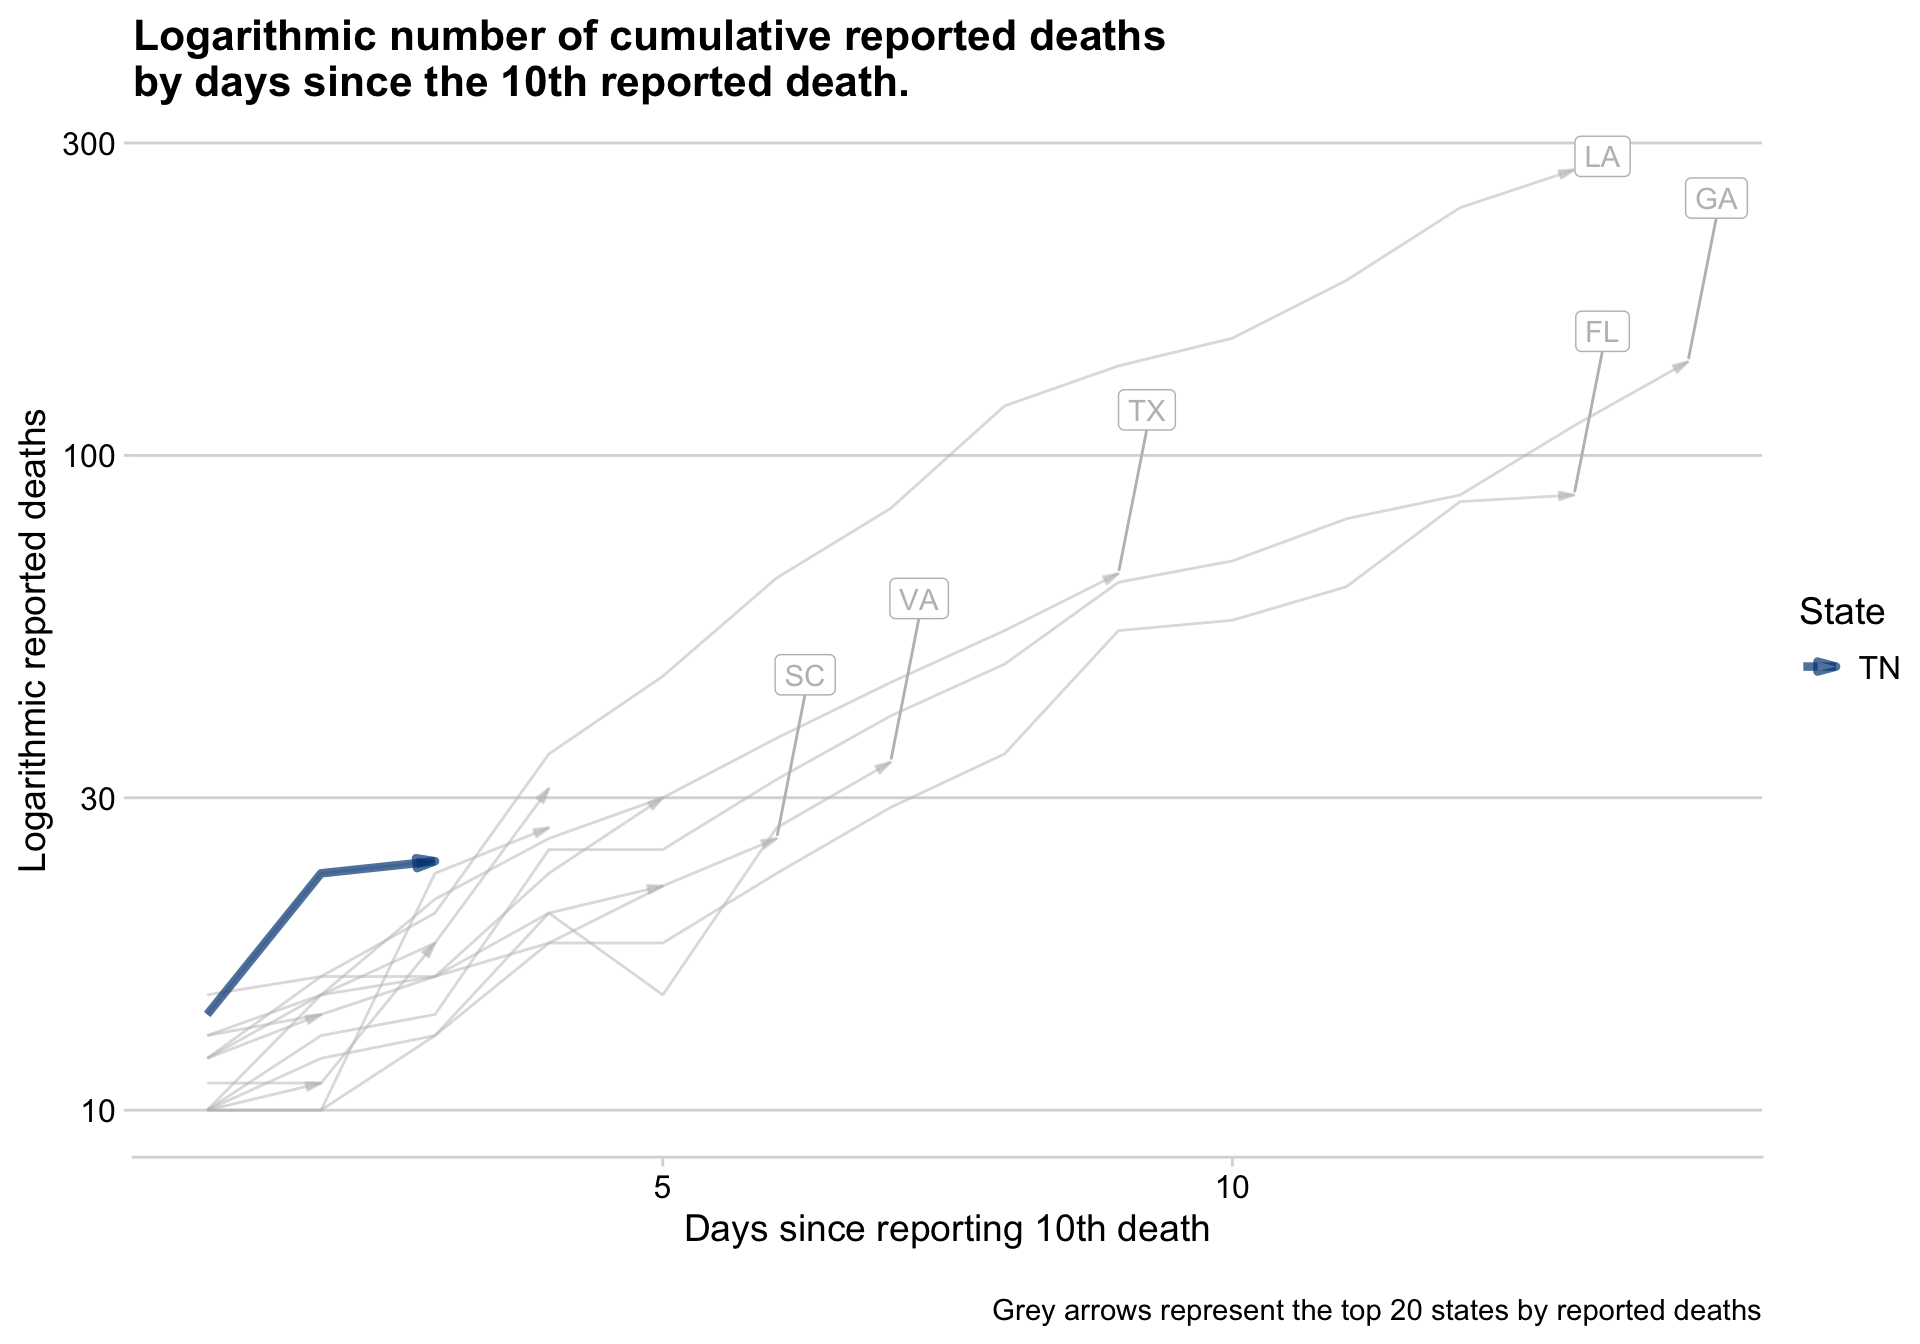 Logarithmic number of cumulative reported deaths
by days since the 10th reported death.
Logarithmic reported deaths
300
100
30
10
LA
GA
FL
TX
VA
SC
State
TN
5
10
Days since reporting 10th death
Grey arrows represent the top 20 states by reported deaths